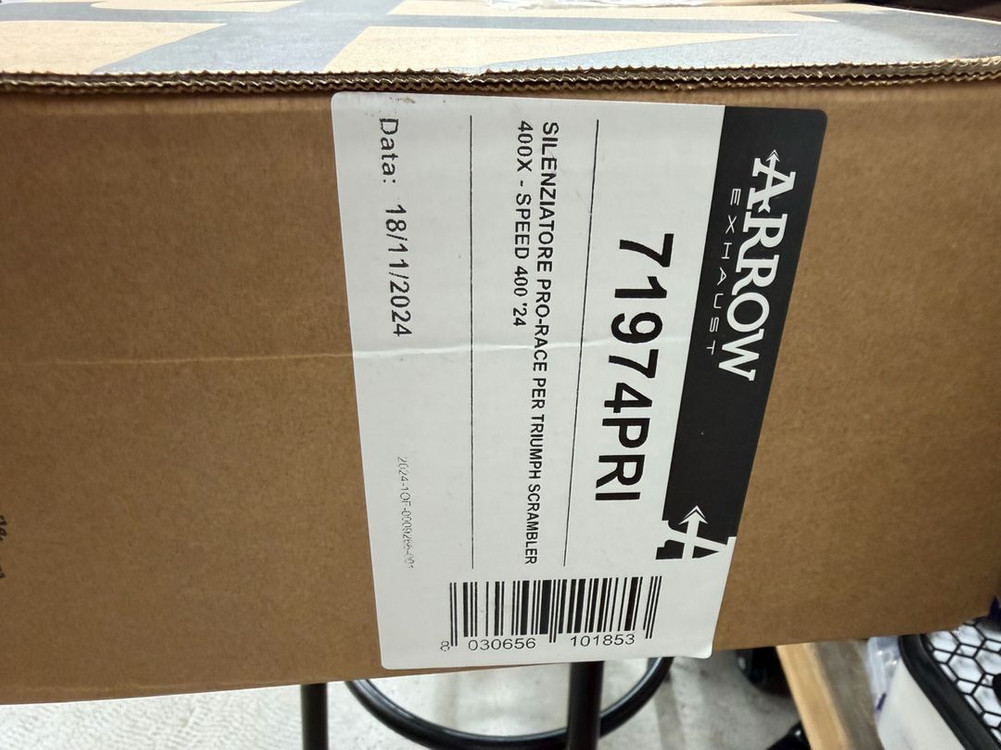 ARROW
EXHAUST
71974PRI
SILENZIATORE PRO-RACE PER TRIUMPH SCRAMBLER
400X - SPEED 400 '24
Data: 18/11/2024
8 030656 101853